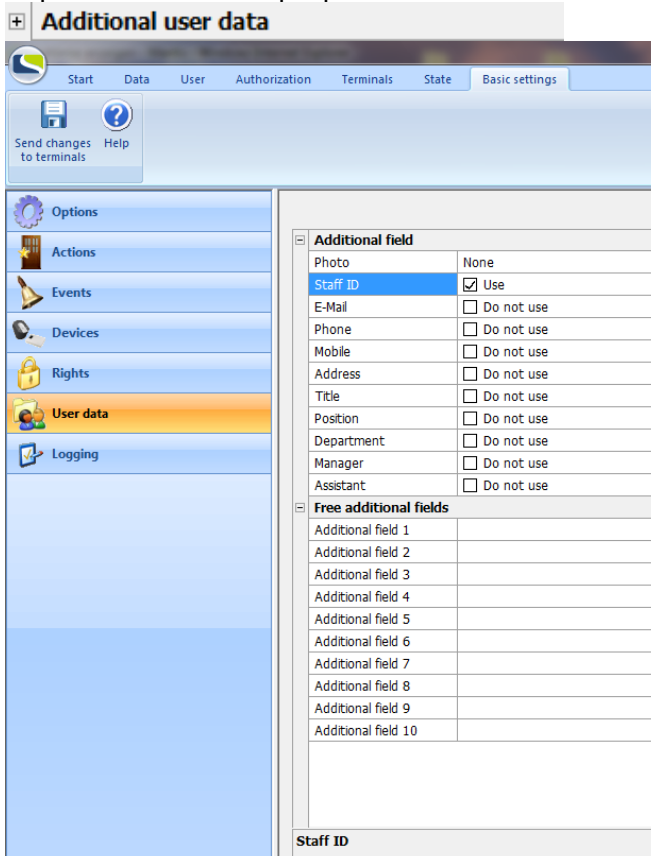 Additional user data
Start Data User Authorization Terminals State Basic settings
Send changes to terminals Help
Options
Actions
Events
Devices
Rights
User data
Logging
Additional field
Photo None
Staff ID Use
E-Mail Do not use
Phone Do not use
Mobile Do not use
Address Do not use
Title Do not use
Position Do not use
Department Do not use
Manager Do not use
Assistant Do not use
Free additional fields
Additional field 1
Additional field 2
Additional field 3
Additional field 4
Additional field 5
Additional field 6
Additional field 7
Additional field 8
Additional field 9
Additional field 10
Staff ID